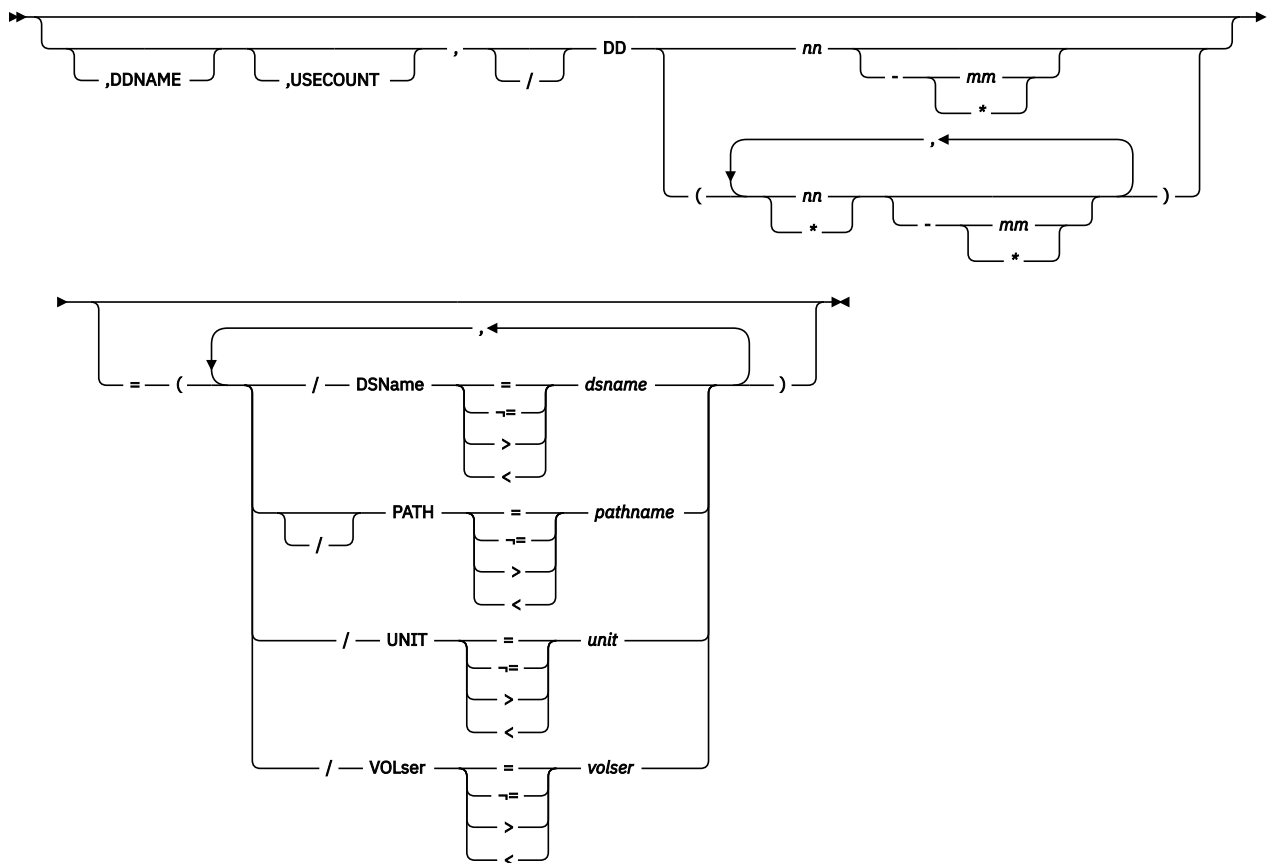 , / DD nn
,DDNAME ,USECOUNT - mm
*
,
( nn )
* - mm
*
,
= ( / DSName = dsname )
¬=
>
<
PATH = pathname
/ ¬=
>
<
/ UNIT = unit
¬=
>
<
/ VOLser = volser
¬=
>
<